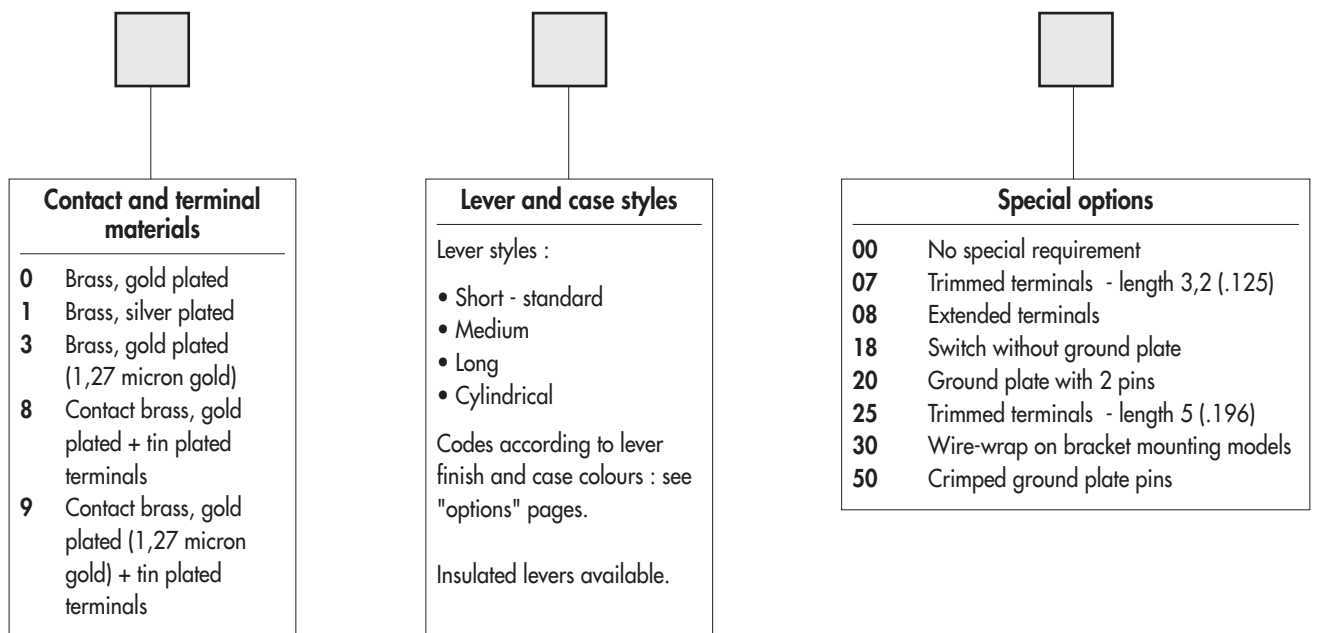 Contact and terminal
materials
0 Brass, gold plated
1 Brass, silver plated
3 Brass, gold plated
(1,27 micron gold)
8 Contact brass, gold
plated + tin plated
terminals
9 Contact brass, gold
plated (1,27 micron
gold) + tin plated
terminals
Lever and case styles
Lever styles :
• Short - standard
• Medium
• Long
• Cylindrical
Codes according to lever
finish and case colours : see
"options" pages.
Insulated levers available.
Special options
00 No special requirement
07 Trimmed terminals - length 3,2 (.125)
08 Extended terminals
18 Switch without ground plate
20 Ground plate with 2 pins
25 Trimmed terminals - length 5 (.196)
30 Wire-wrap on bracket mounting models
50 Crimped ground plate pins